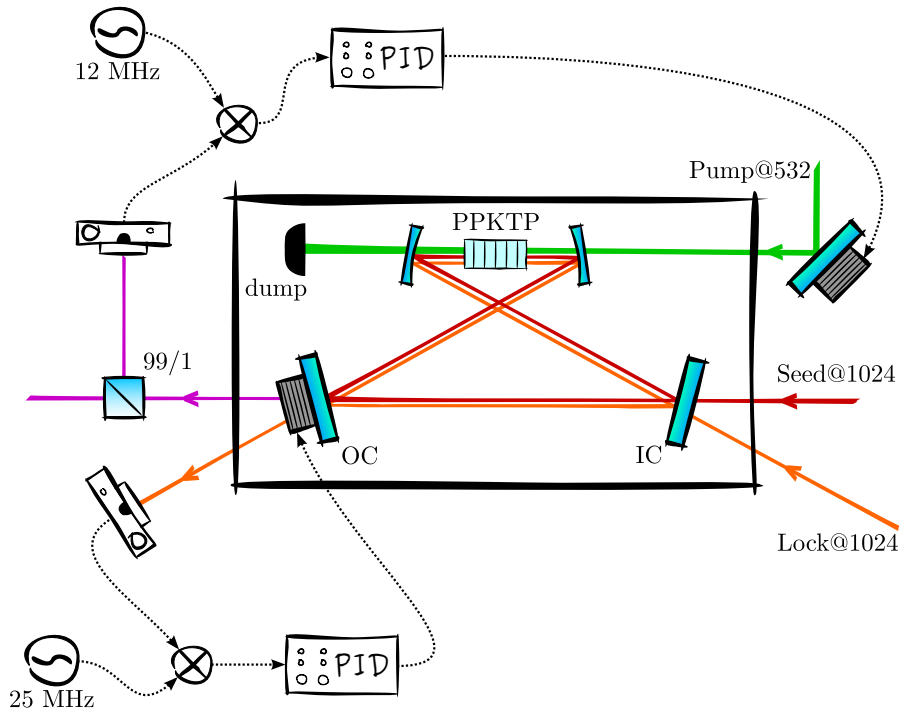 12 MHz
PID
Pump@532
PPKTP
dump
99/1
Seed@1024
OC
IC
Lock@1024
PID
25 MHz